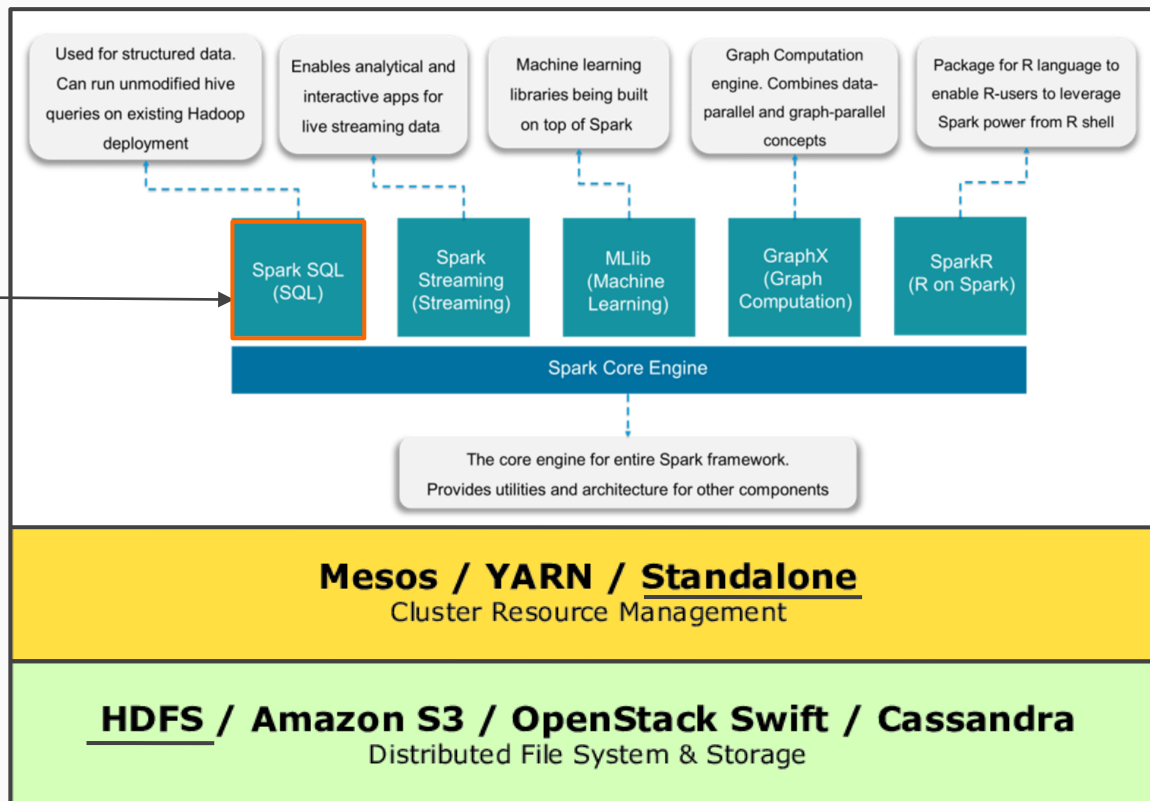 Used for structured data.
Can run unmodified hive
queries on existing Hadoop
deployment
Enables analytical and
interactive apps for
live streaming data
Machine learning
libraries being built
on top of Spark
Graph Computation
engine. Combines data-
parallel and graph-parallel
concepts
Package for R language to
enable R-users to leverage
Spark power from R shell
Spark SQL
(SQL)
Spark
Streaming
(Streaming)
MLlib
(Machine
Learning)
GraphX
(Graph
Computation)
SparkR
(R on Spark)
Spark Core Engine
The core engine for entire Spark framework.
Provides utilities and architecture for other components
Mesos / YARN / Standalone
Cluster Resource Management
HDFS / Amazon S3 / OpenStack Swift / Cassandra
Distributed File System & Storage